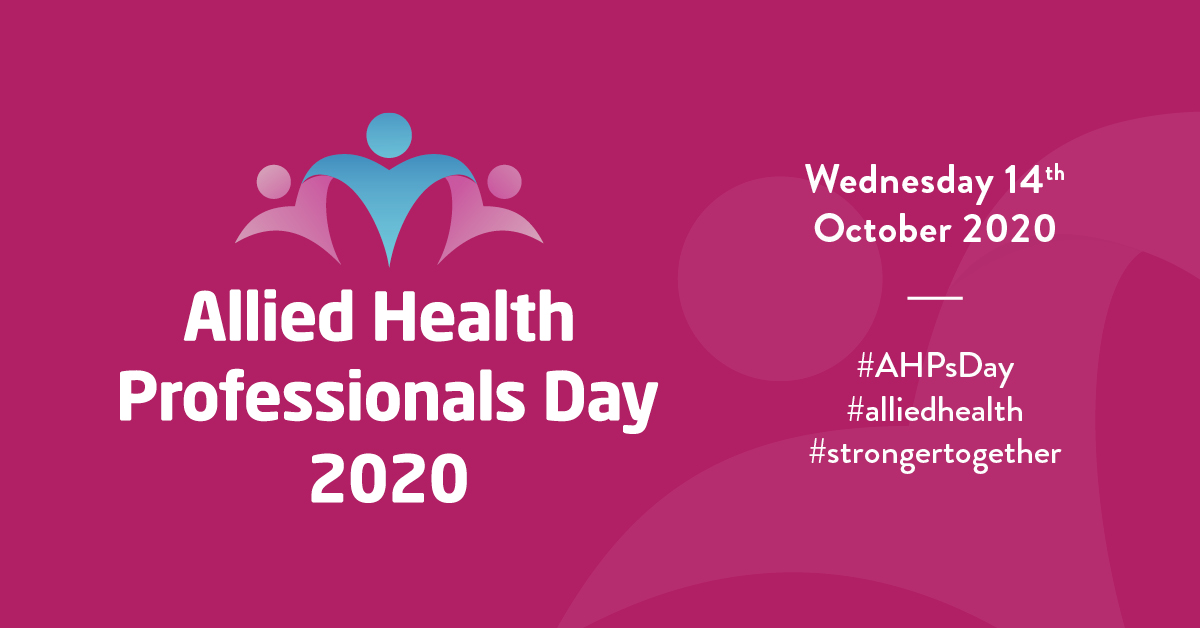 Allied Health
Professionals Day
2020
Wednesday 14th
October 2020
#AHPsDay
#alliedhealth
#strongertogether